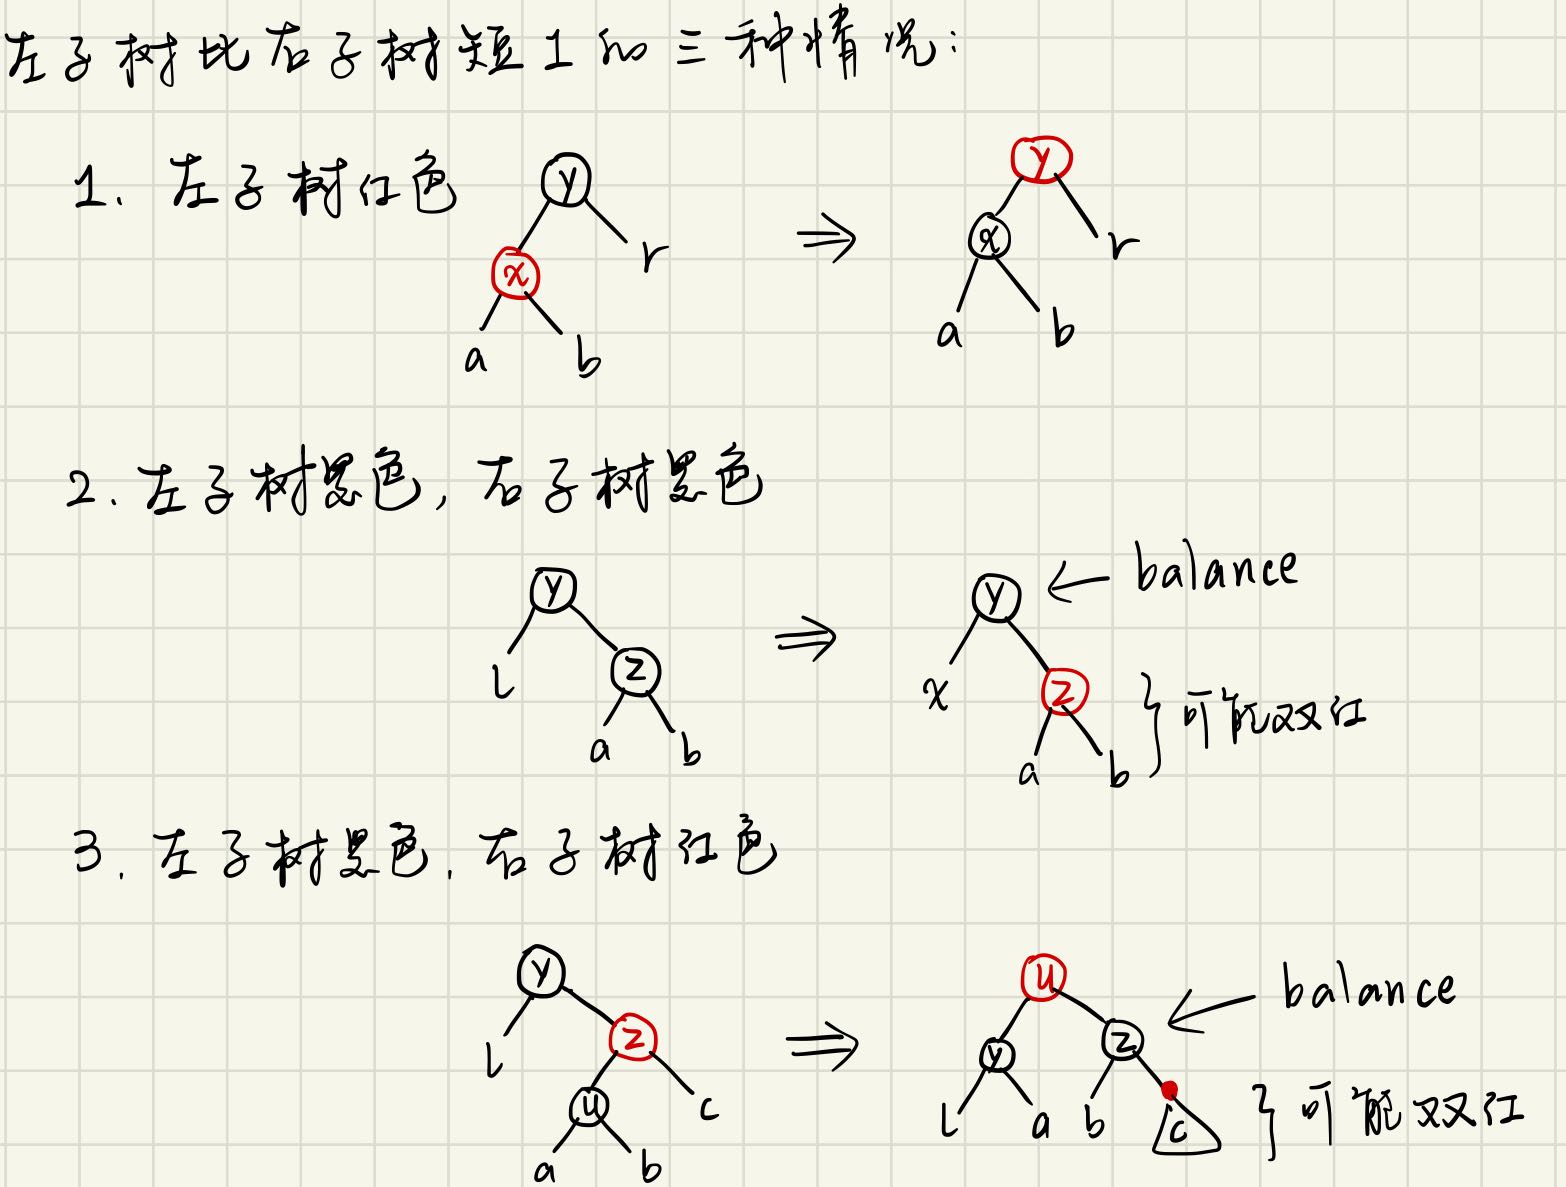 左子树比右子树短1的三种情况:
1. 左子树红色
y
y
x
r
x
r
a
b
a
b
2. 左子树黑色, 右子树黑色
y
y
balance
l
z
x
z
可能双红
a
b
a
b
3. 左子树黑色, 右子树红色
y
u
balance
l
z
y
z
u
c
l
a
b
c
可能双红
a
b